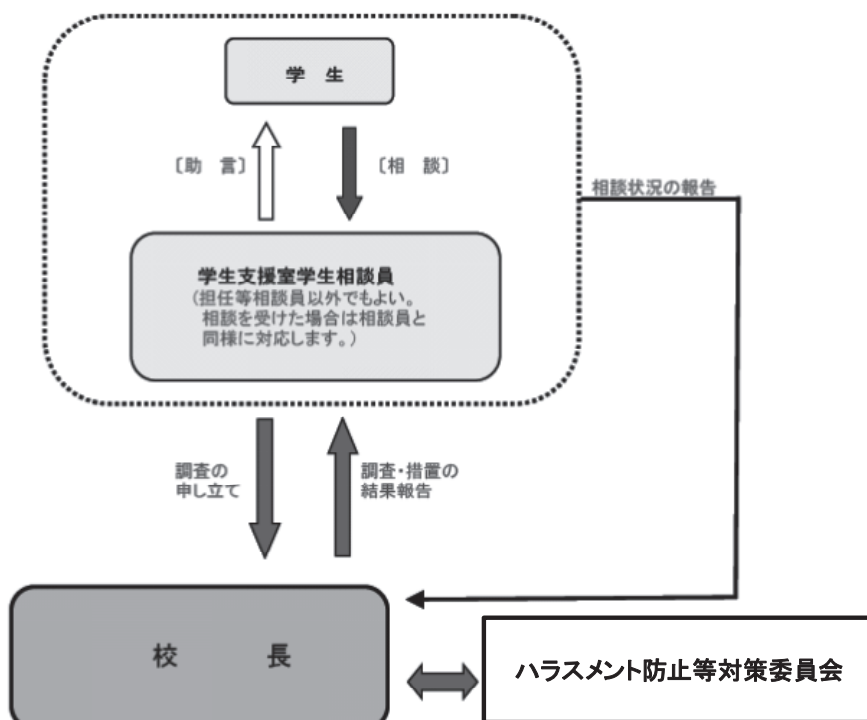 学 生
〔助 言〕
〔相 談〕
相談状況の報告
学生支援室学生相談員
(担任等相談員以外でもよい。
相談を受けた場合は相談員と
同様に対応します。)
調査の
申し立て
調査・措置の
結果報告
校 長
ハラスメント防止等対策委員会